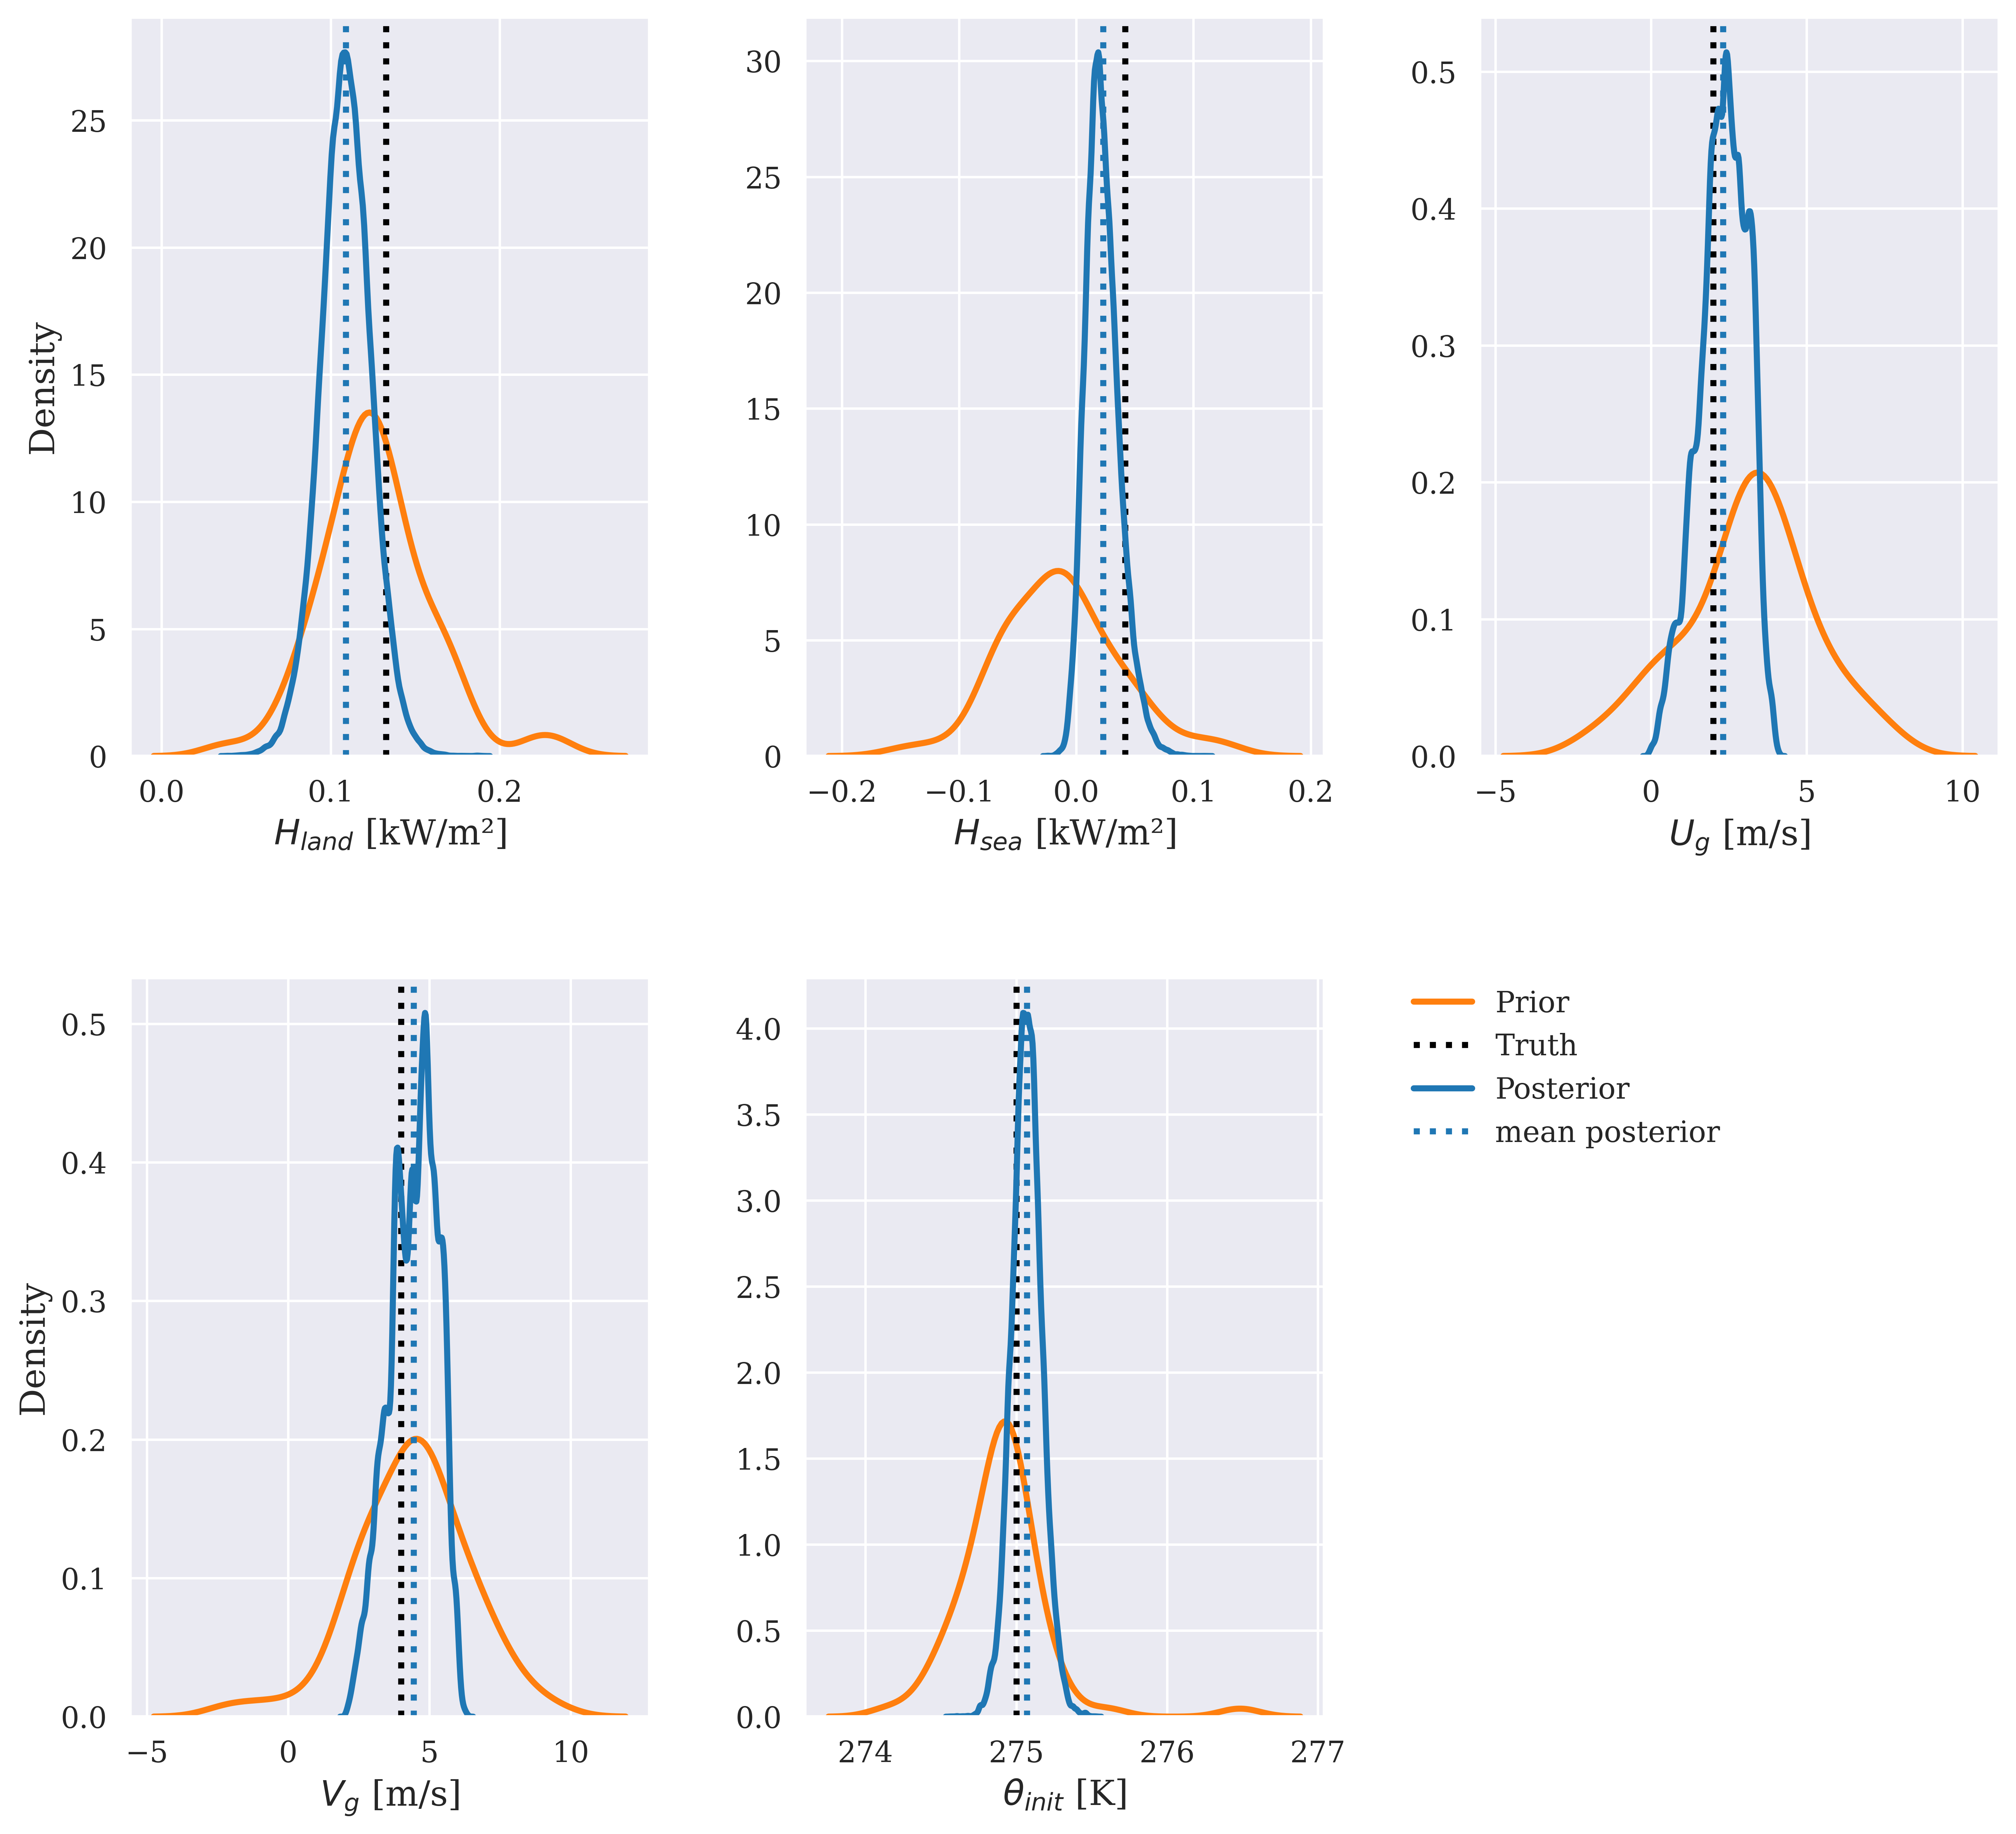 Density
25
20
15
10
5
0
0.0 0.1 0.2
H_land [kW/m²]
30
25
20
15
10
5
0
−0.2 −0.1 0.0 0.1 0.2
H_sea [kW/m²]
0.5
0.4
0.3
0.2
0.1
0.0
−5 0 5 10
U_g [m/s]
Density
0.5
0.4
0.3
0.2
0.1
0.0
−5 0 5 10
V_g [m/s]
4.0
3.5
3.0
2.5
2.0
1.5
1.0
0.5
0.0
274 275 276 277
θ_init [K]
Prior
Truth
Posterior
mean posterior